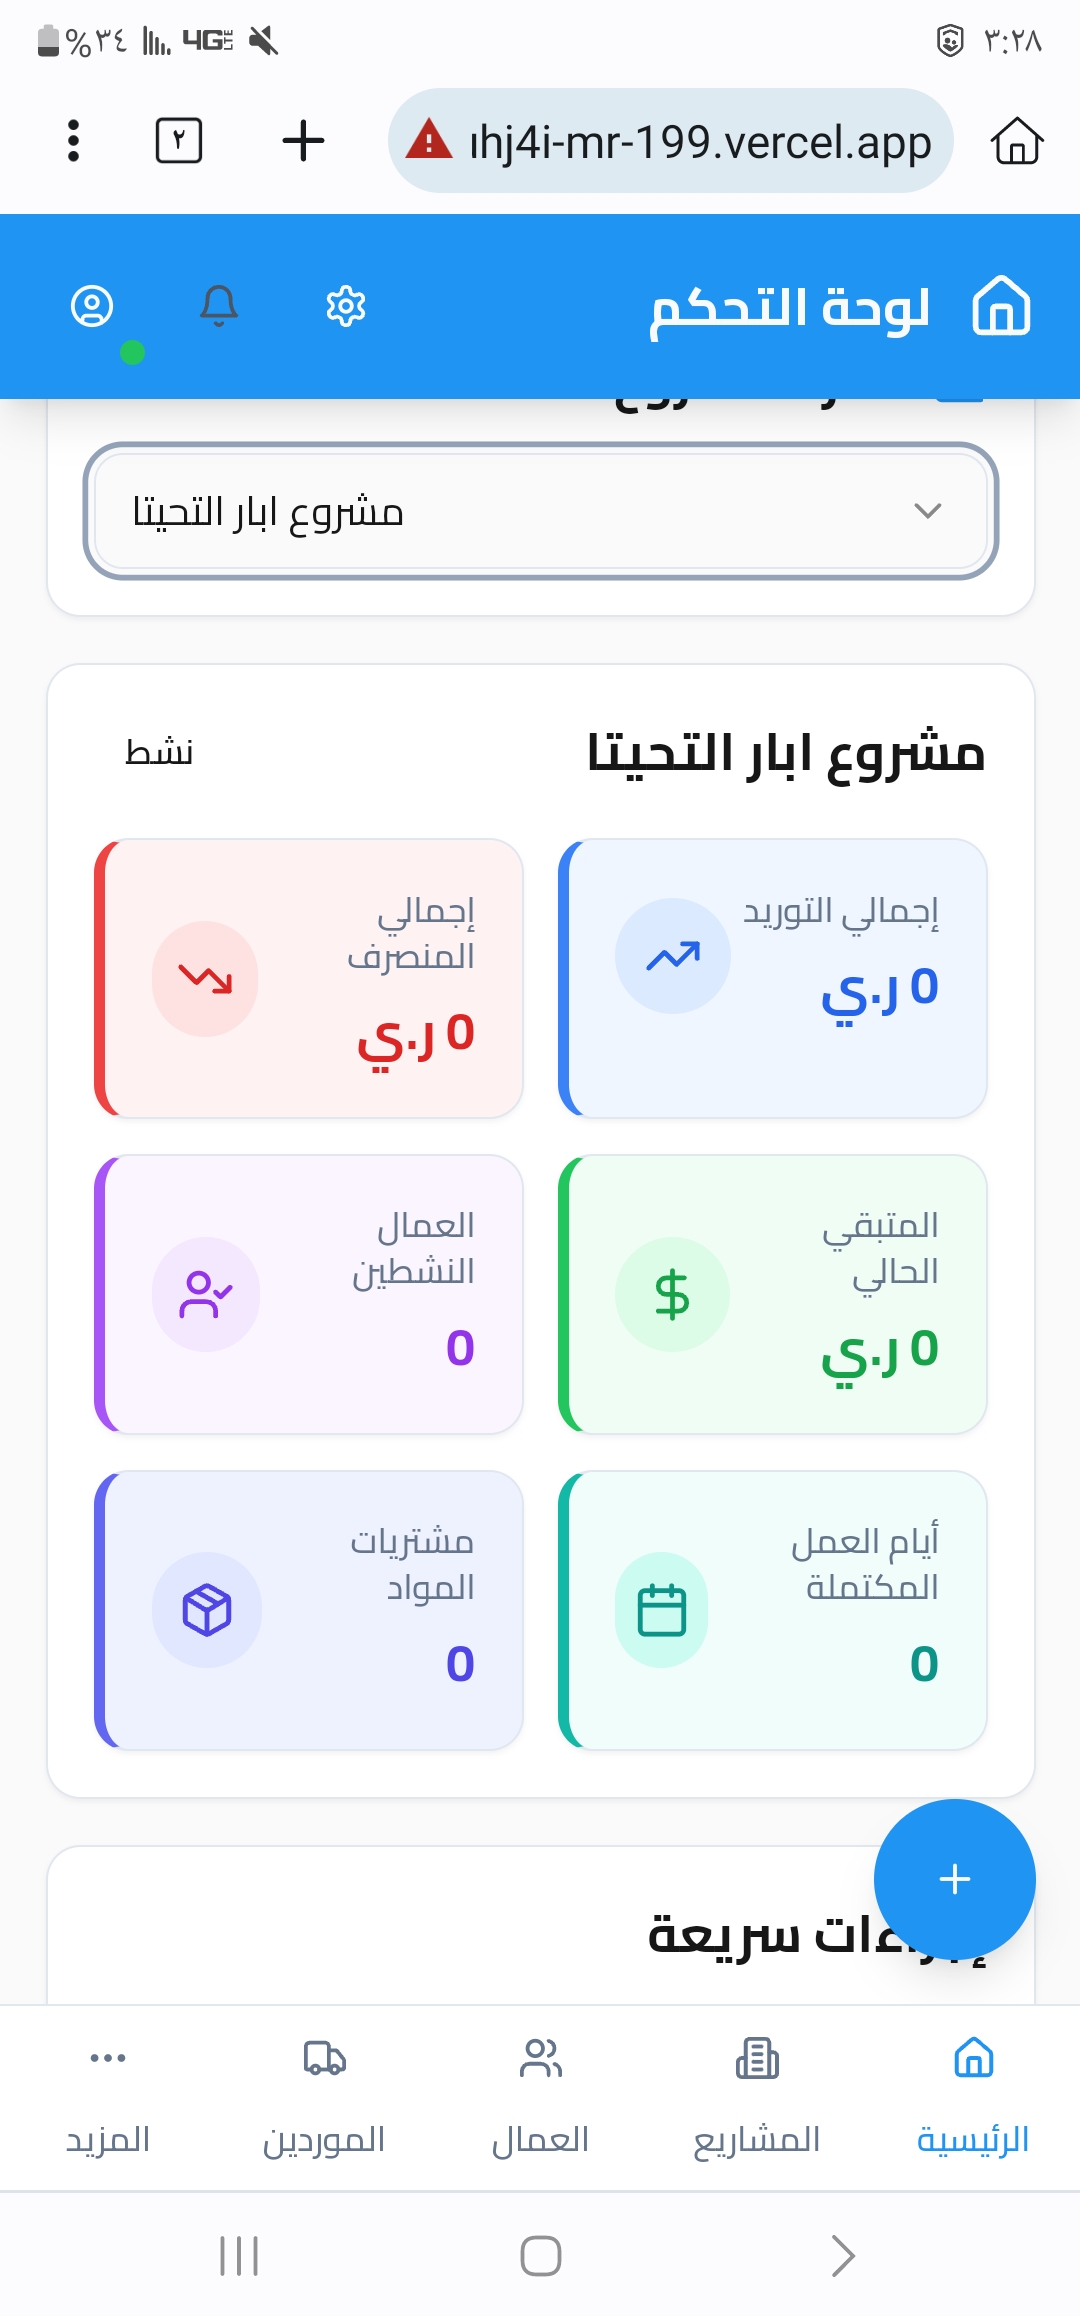 %٣٤ 4G LTE ٣:٢٨
٢ ıhj4i-mr-199.vercel.app
لوحة التحكم
مشروع ابار التحيتا
مشروع ابار التحيتا
نشط
إجمالي التوريد
0 ر.ي
إجمالي
المنصرف
0 ر.ي
المتبقي
الحالي
0 ر.ي
العمال
النشطين
0
أيام العمل
المكتملة
0
مشتريات
المواد
0
سريعة
الرئيسية
المشاريع
العمال
الموردين
المزيد